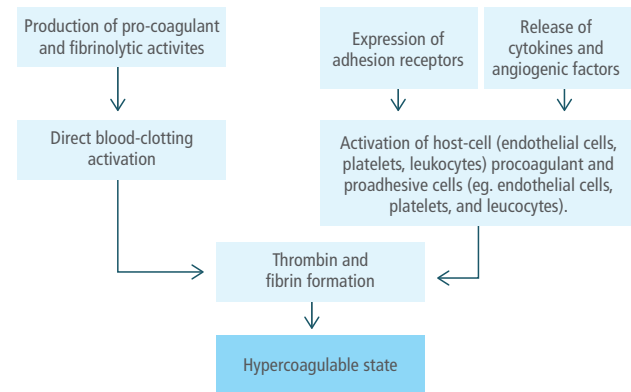 Production of pro-coagulant
and fibrinolytic activites
Expression of
adhesion receptors
Release of
cytokines and
angiogenic factors
Direct blood-clotting
activation
Activation of host-cell (endothelial cells,
platelets, leukocytes) procoagulant and
proadhesive cells (eg. endothelial cells,
platelets, and leucocytes).
Thrombin and
fibrin formation
Hypercoagulable state